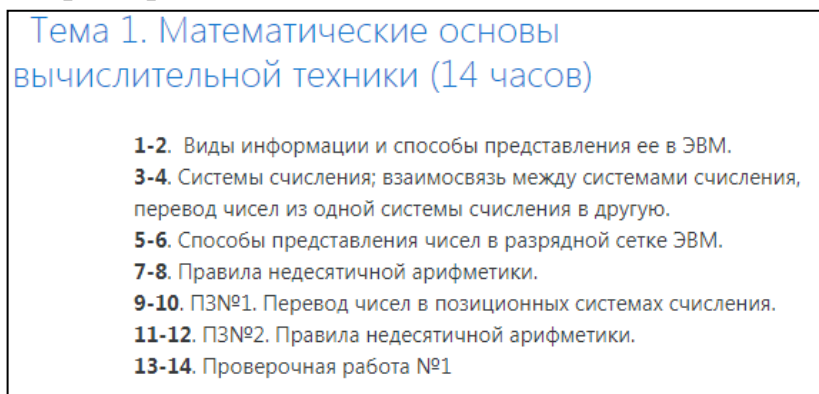 Тема 1. Математические основы
вычислительной техники (14 часов)
1-2. Виды информации и способы представления ее в ЭВМ.
3-4. Системы счисления; взаимосвязь между системами счисления,
перевод чисел из одной системы счисления в другую.
5-6. Способы представления чисел в разрядной сетке ЭВМ.
7-8. Правила недесятичной арифметики.
9-10. ПЗ№1. Перевод чисел в позиционных системах счисления.
11-12. ПЗ№2. Правила недесятичной арифметики.
13-14. Проверочная работа №1